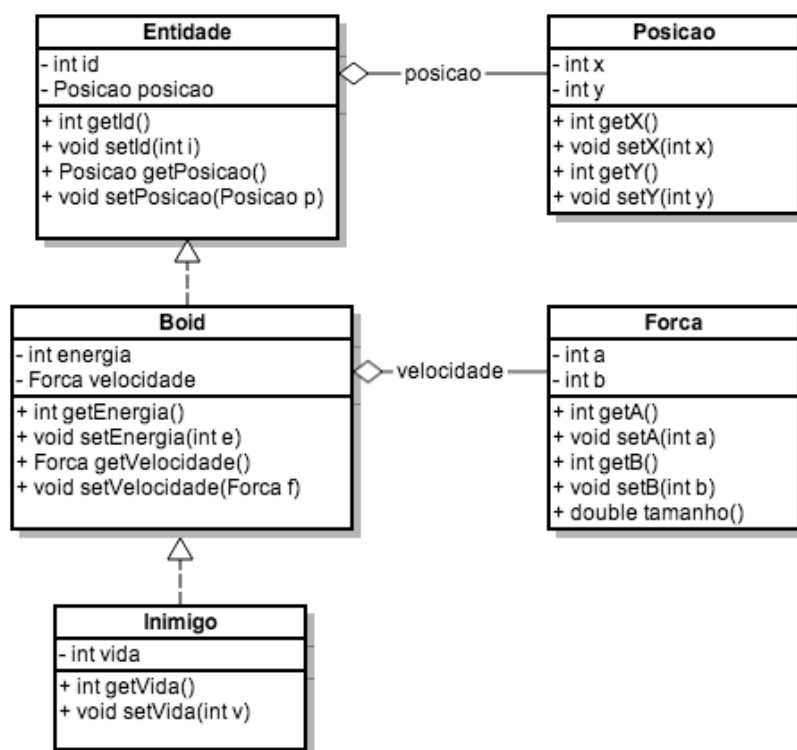 Entidade
- int id
- Posicao posicao
+ int getId()
+ void setId(int i)
+ Posicao getPosicao()
+ void setPosicao(Posicao p)
posicao
Posicao
- int x
- int y
+ int getX()
+ void setX(int x)
+ int getY()
+ void setY(int y)
Boid
- int energia
- Forca velocidade
+ int getEnergia()
+ void setEnergia(int e)
+ Forca getVelocidade()
+ void setVelocidade(Forca f)
velocidade
Forca
- int a
- int b
+ int getA()
+ void setA(int a)
+ int getB()
+ void setB(int b)
+ double tamanho()
Inimigo
- int vida
+ int getVida()
+ void setVida(int v)